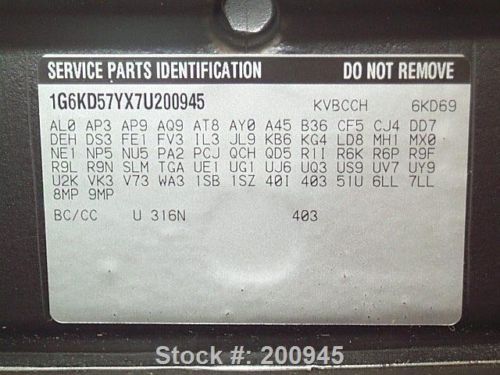 SERVICE PARTS IDENTIFICATION DO NOT REMOVE
1G6KD57YX7U200945 KVBCCH 6KD69
AL0 AP3 AP9 AQ9 AT8 AY0 A45 B36 CF5 CJ4 DD7
DEH DS3 FE1 FV3 IL3 JL9 KB6 KG4 LD8 MH1 MX0
NE1 NP5 NU5 PA2 PCJ QCH QD5 R1I R6K R6P R9F
R9L R9N SLM TGA UE1 UG1 UJ6 UQ3 US9 UV7 UY9
U2K VK3 V73 WA3 1SB 1SZ 40I 403 51U 6LL 7LL
8MP 9MP
BC/CC U 316N 403
Stock #: 200945